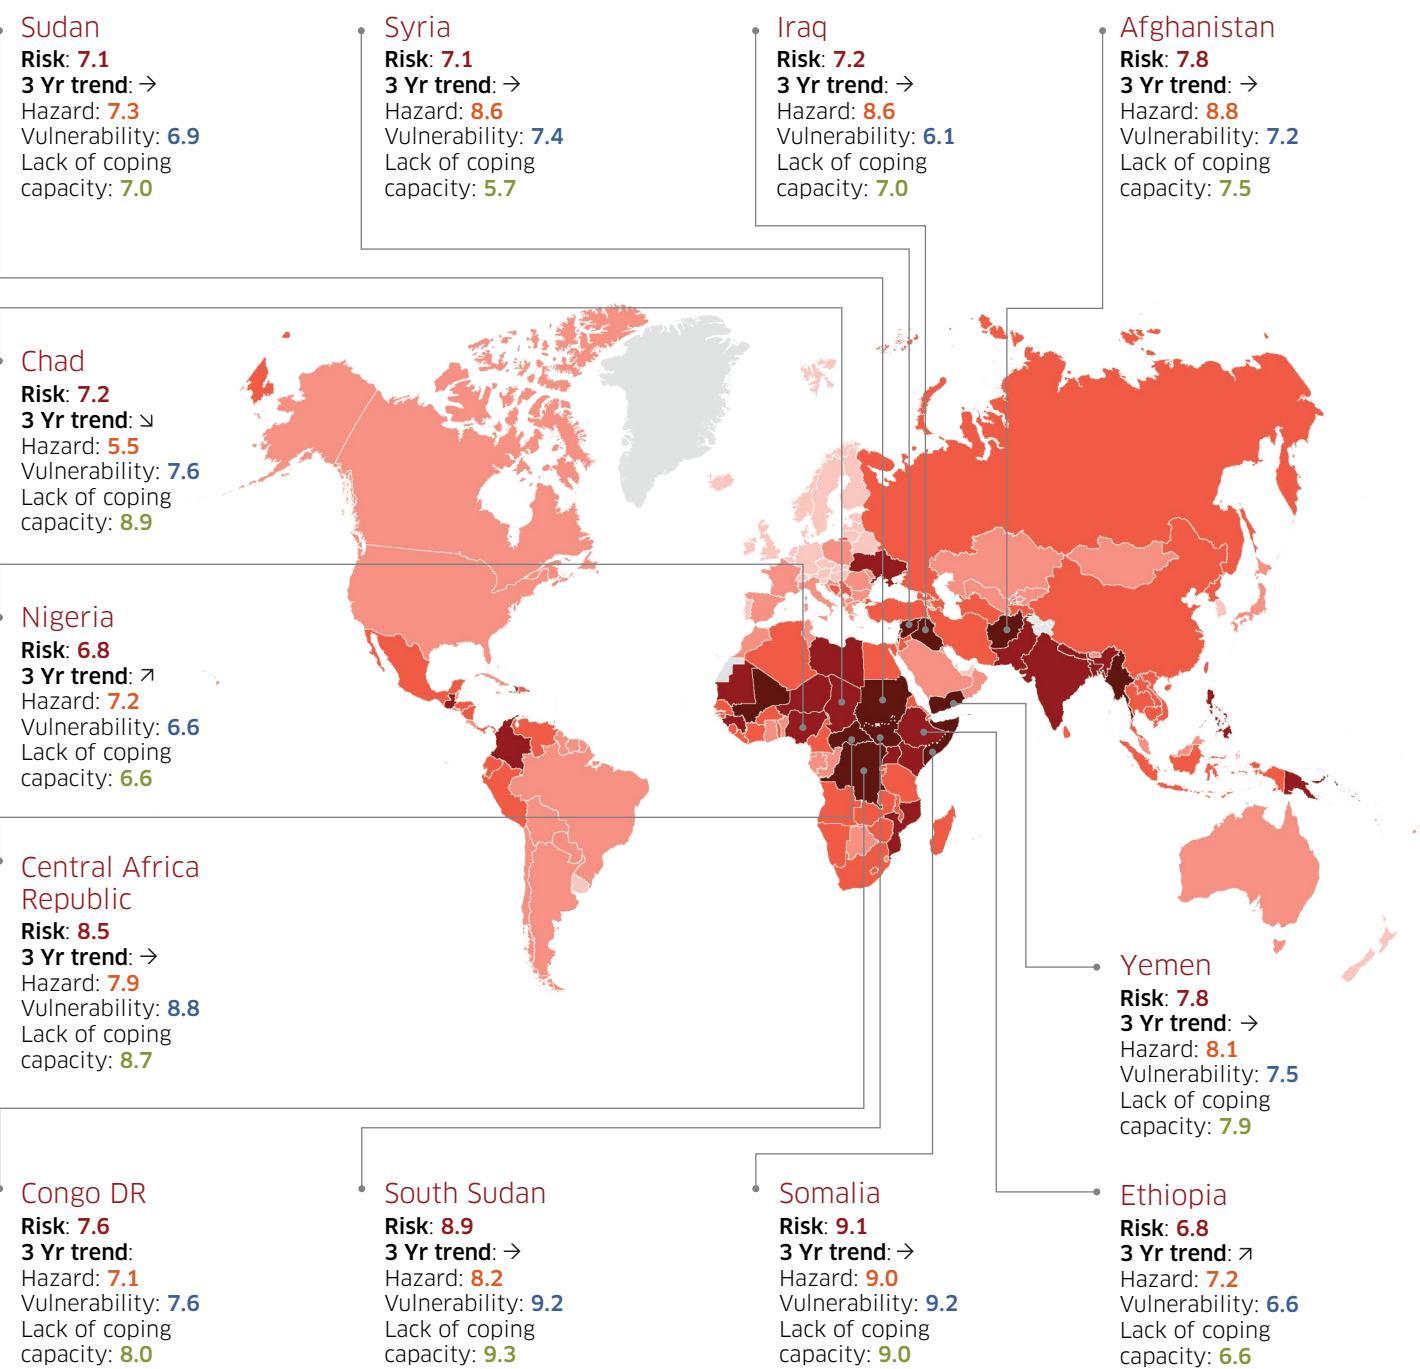 Sudan
Risk: 7.1
3 Yr trend: →
Hazard: 7.3
Vulnerability: 6.9
Lack of coping
capacity: 7.0
Syria
Risk: 7.1
3 Yr trend: →
Hazard: 8.6
Vulnerability: 7.4
Lack of coping
capacity: 5.7
Iraq
Risk: 7.2
3 Yr trend: →
Hazard: 8.6
Vulnerability: 6.1
Lack of coping
capacity: 7.0
Afghanistan
Risk: 7.8
3 Yr trend: →
Hazard: 8.8
Vulnerability: 7.2
Lack of coping
capacity: 7.5
Chad
Risk: 7.2
3 Yr trend: ↘
Hazard: 5.5
Vulnerability: 7.6
Lack of coping
capacity: 8.9
Nigeria
Risk: 6.8
3 Yr trend: ↗
Hazard: 7.2
Vulnerability: 6.6
Lack of coping
capacity: 6.6
Central Africa
Republic
Risk: 8.5
3 Yr trend: →
Hazard: 7.9
Vulnerability: 8.8
Lack of coping
capacity: 8.7
Yemen
Risk: 7.8
3 Yr trend: →
Hazard: 8.1
Vulnerability: 7.5
Lack of coping
capacity: 7.9
Congo DR
Risk: 7.6
3 Yr trend:
Hazard: 7.1
Vulnerability: 7.6
Lack of coping
capacity: 8.0
South Sudan
Risk: 8.9
3 Yr trend: →
Hazard: 8.2
Vulnerability: 9.2
Lack of coping
capacity: 9.3
Somalia
Risk: 9.1
3 Yr trend: →
Hazard: 9.0
Vulnerability: 9.2
Lack of coping
capacity: 9.0
Ethiopia
Risk: 6.8
3 Yr trend: ↗
Hazard: 7.2
Vulnerability: 6.6
Lack of coping
capacity: 6.6